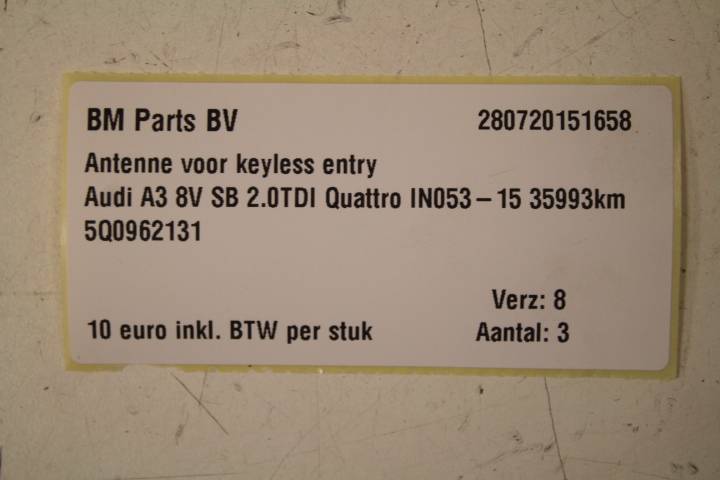 BM Parts BV 280720151658
Antenne voor keyless entry
Audi A3 8V SB 2.0TDI Quattro IN053-15 35993km
5Q0962131
Verz: 8
10 euro inkl. BTW per stuk Aantal: 3